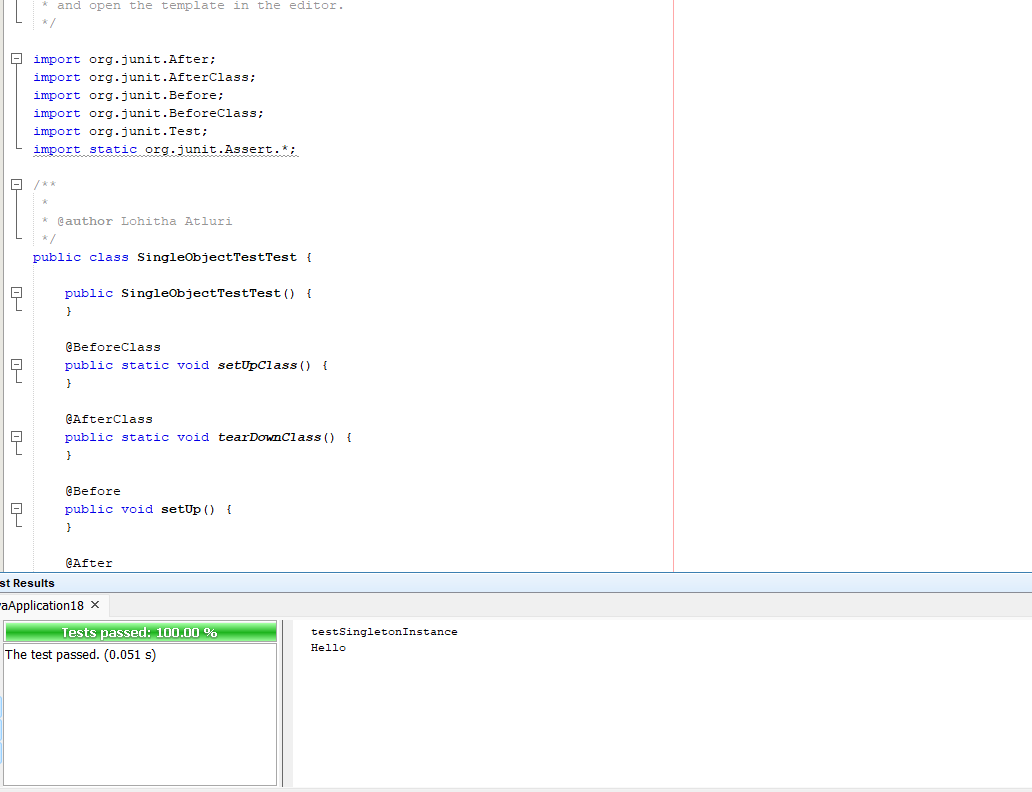 * and open the template in the editor.
*/
import org.junit.After;
import org.junit.AfterClass;
import org.junit.Before;
import org.junit.BeforeClass;
import org.junit.Test;
import static org.junit.Assert.*;
/**
*
* @author Lohitha Atluri
*/
public class SingleObjectTestTest {
public SingleObjectTestTest() {
}
@BeforeClass
public static void setUpClass() {
}
@AfterClass
public static void tearDownClass() {
}
@Before
public void setUp() {
}
@After
st Results
vaApplication18 ✕
Tests passed: 100.00 %
The test passed. (0.051 s)
testSingletonInstance
Hello